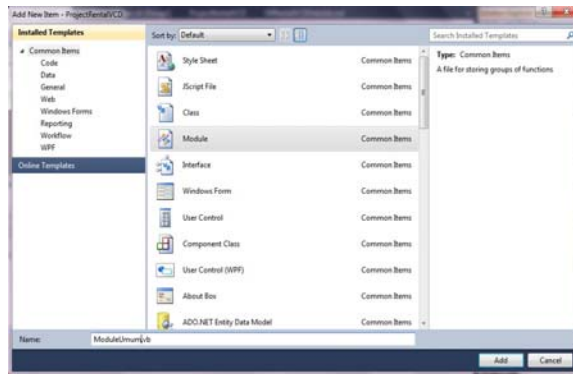 Add New Item - ProjectRentalVCD
Installed Templates
Common Items
Code
Data
General
Web
Windows Forms
Reporting
Workflow
WPF
Online Templates
Sort by: Default
Style Sheet Common Items
JScript File Common Items
Class Common Items
Module Common Items
Interface Common Items
Windows Form Common Items
User Control Common Items
Component Class Common Items
User Control (WPF) Common Items
About Box Common Items
ADO.NET Entity Data Model Common Items
Search Installed Templates
Type: Common Items
A file for storing groups of functions
Name: ModuleUmum.vb
Add Cancel